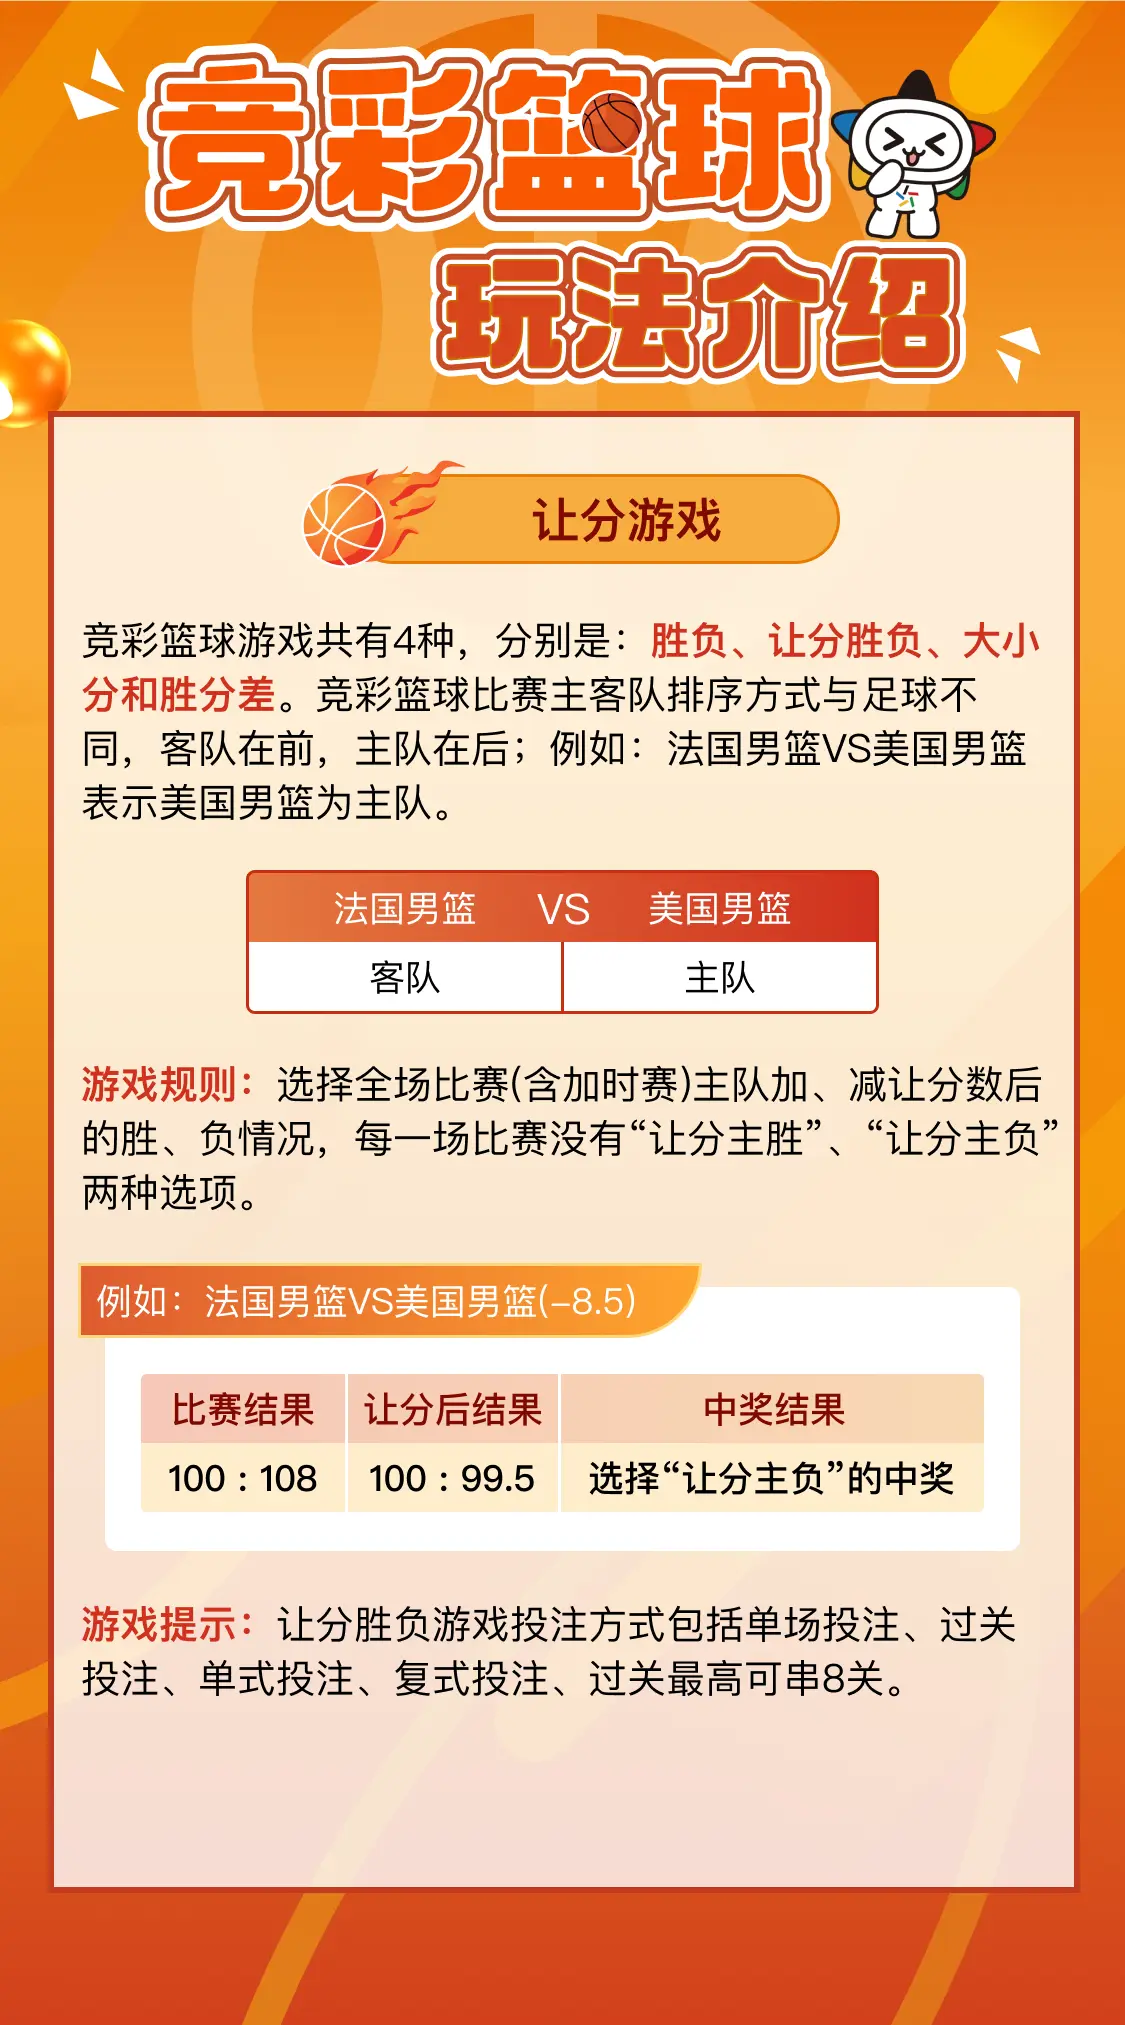 竞彩篮球
玩法介绍
让分游戏
竞彩篮球游戏共有4种，分别是：胜负、让分胜负、大小
分和胜分差。竞彩篮球比赛主客队排序方式与足球不
同，客队在前，主队在后；例如：法国男篮VS美国男篮
表示美国男篮为主队。
法国男篮 VS 美国男篮
客队 主队
游戏规则：选择全场比赛(含加时赛)主队加、减让分数后
的胜、负情况，每一场比赛没有“让分主胜”、“让分主负”
两种选项。
例如：法国男篮VS美国男篮(-8.5)
比赛结果 让分后结果 中奖结果
100 : 108 100 : 99.5 选择“让分主负”的中奖
游戏提示：让分胜负游戏投注方式包括单场投注、过关
投注、单式投注、复式投注、过关最高可串8关。